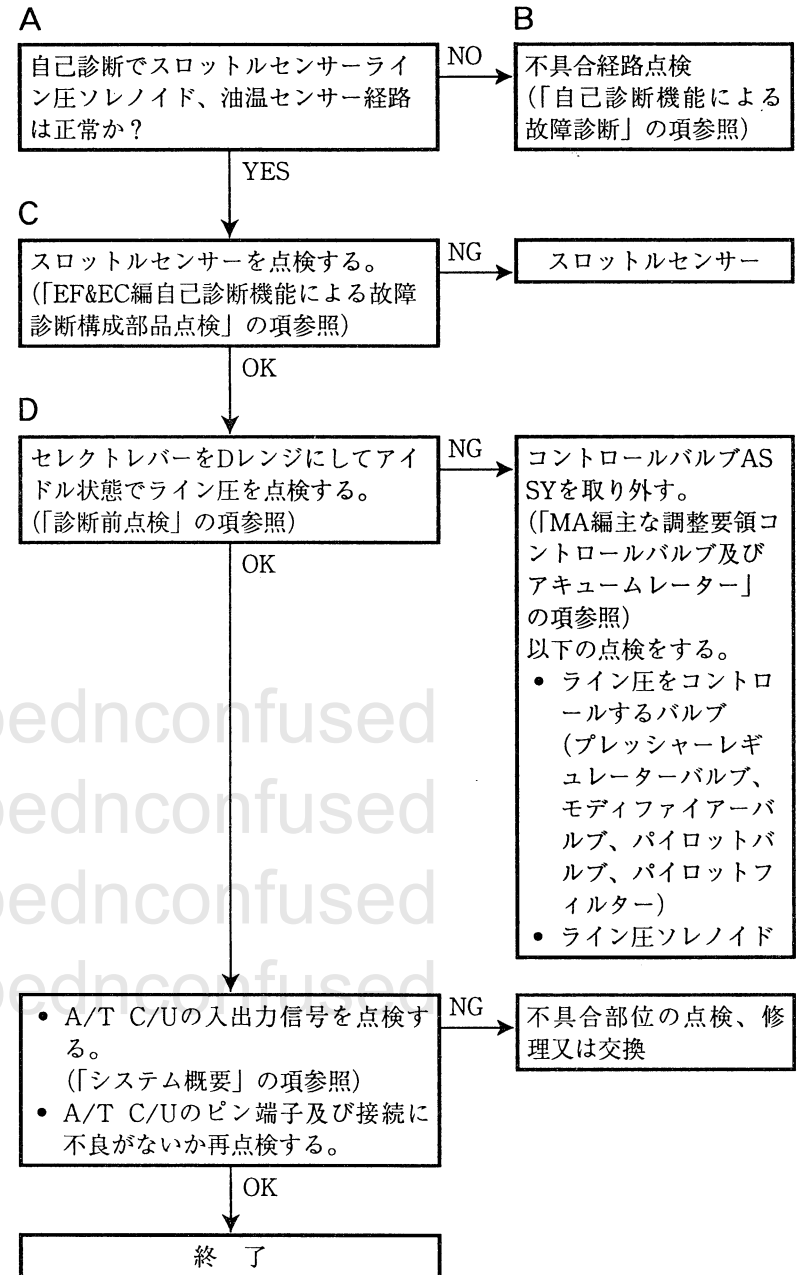 A
自己診断でスロットルセンサーライ
ン圧ソレノイド、油温センサー経路
は正常か？
NO
B
不具合経路点検
(「自己診断機能による
故障診断」の項参照)
YES
C
スロットルセンサーを点検する。
(「EF&EC編自己診断機能による故障
診断構成部品点検」の項参照)
NG
スロットルセンサー
OK
D
セレクトレバーをDレンジにしてアイ
ドル状態でライン圧を点検する。
(「診断前点検」の項参照)
NG
コントロールバルブAS
SYを取り外す。
(「MA編主な調整要領コ
ントロールバルブ及び
アキュームレーター」
の項参照)
以下の点検をする。
• ライン圧をコントロ
ールするバルブ
(プレッシャーレギ
ュレーターバルブ、
モディファイアーバ
ルブ、パイロットバ
ルブ、パイロットフ
ィルター)
• ライン圧ソレノイド
OK
pednconfused
pednconfused
pednconfused
pednconfused
• A/T C/Uの入出力信号を点検す
る。
(「システム概要」の項参照)
• A/T C/Uのピン端子及び接続に
不良がないか再点検する。
NG
不具合部位の点検、修
理又は交換
OK
終 了